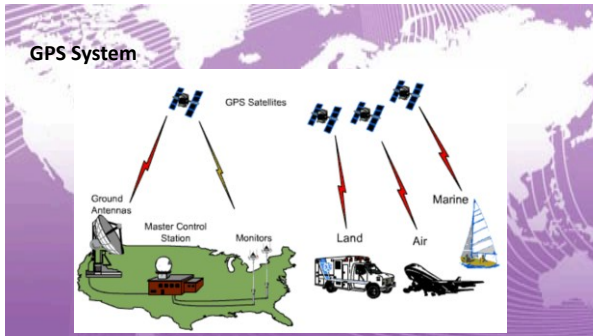 GPS System
GPS Satellites
Ground
Antennas
Master Control
Station
Monitors
Land
Air
Marine